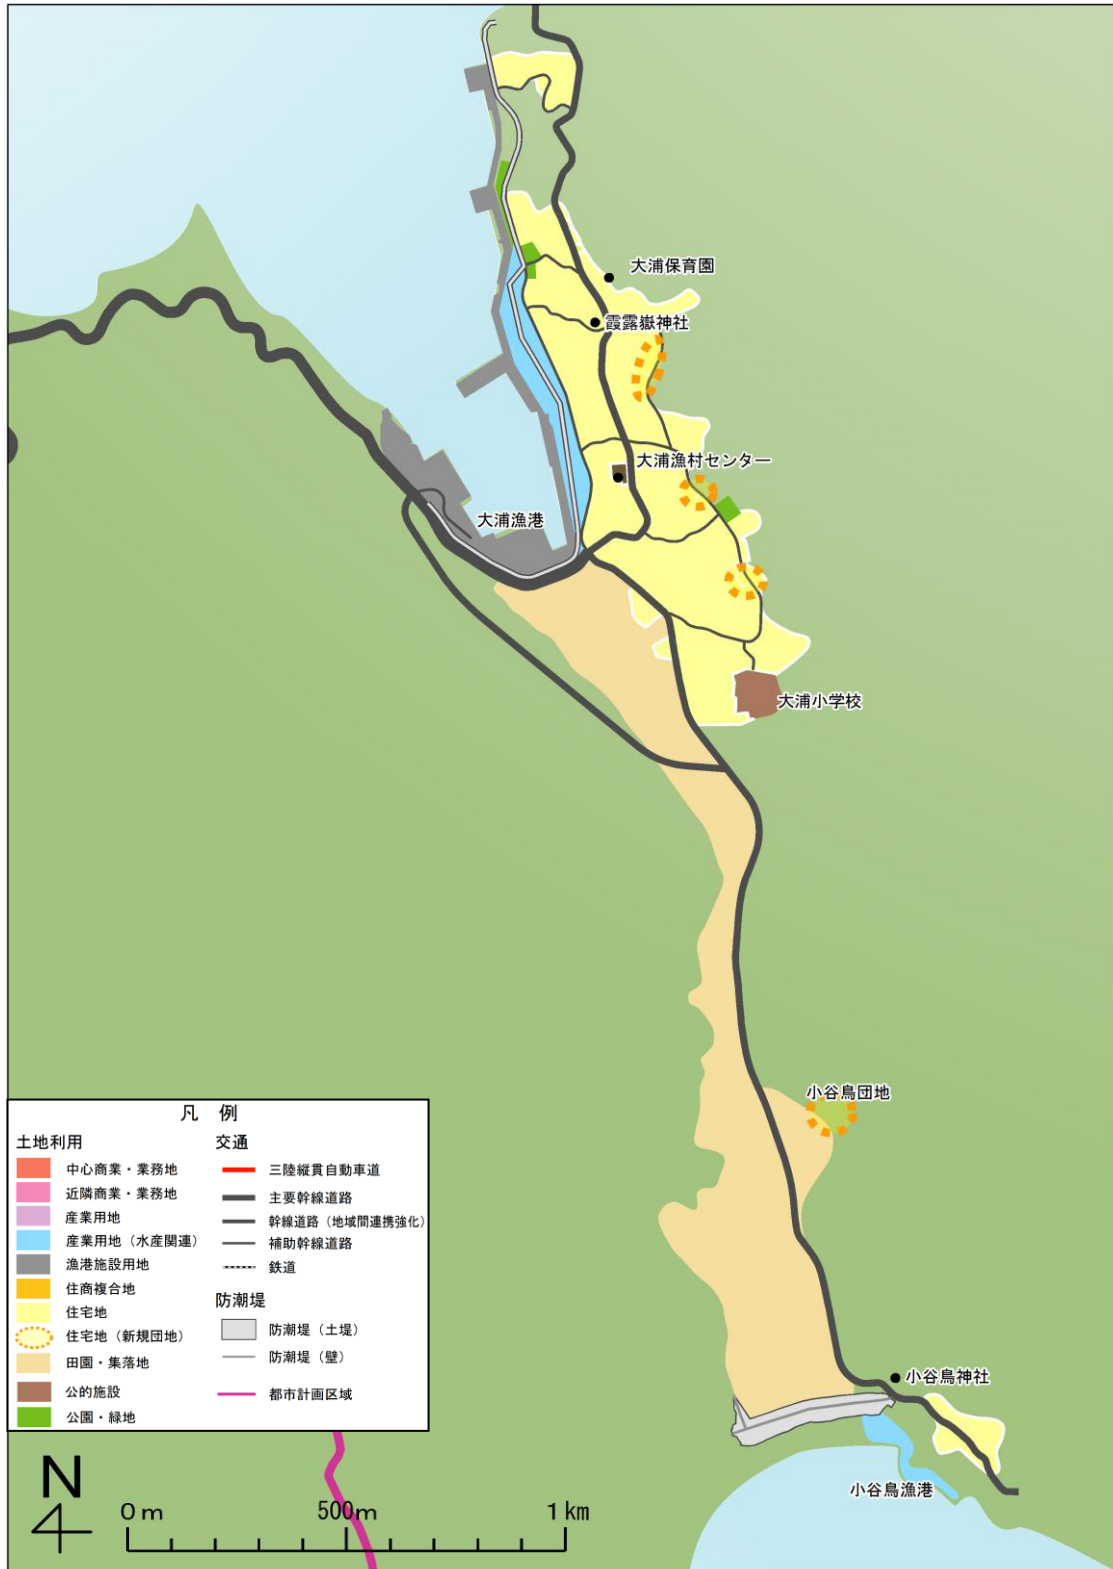 大浦保育園
霞露嶽神社
大浦漁村センター
大浦漁港
大浦小学校
小谷鳥団地
小谷鳥神社
小谷鳥漁港
凡 例
土地利用
中心商業・業務地
近隣商業・業務地
産業用地
産業用地（水産関連）
漁港施設用地
住商複合地
住宅地
住宅地（新規団地）
田園・集落地
公的施設
公園・緑地
交通
三陸縦貫自動車道
主要幹線道路
幹線道路（地域間連携強化）
補助幹線道路
鉄道
防潮堤
防潮堤（土堤）
防潮堤（壁）
都市計画区域
N
0m 500m 1km